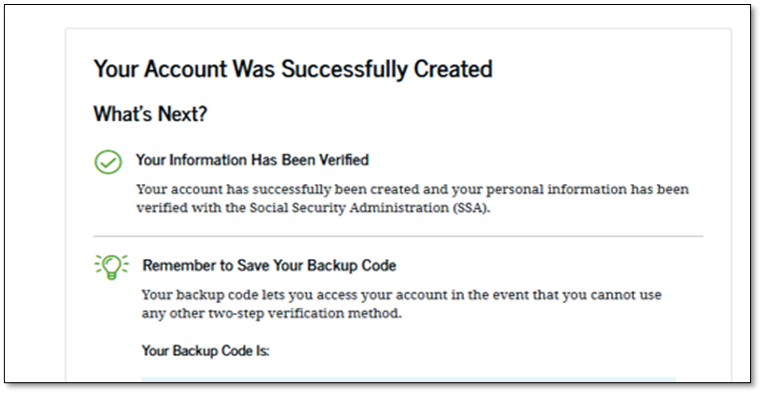 Your Account Was Successfully Created
What's Next?
Your Information Has Been Verified
Your account has successfully been created and your personal information has been
verified with the Social Security Administration (SSA).
Remember to Save Your Backup Code
Your backup code lets you access your account in the event that you cannot use
any other two-step verification method.
Your Backup Code Is: